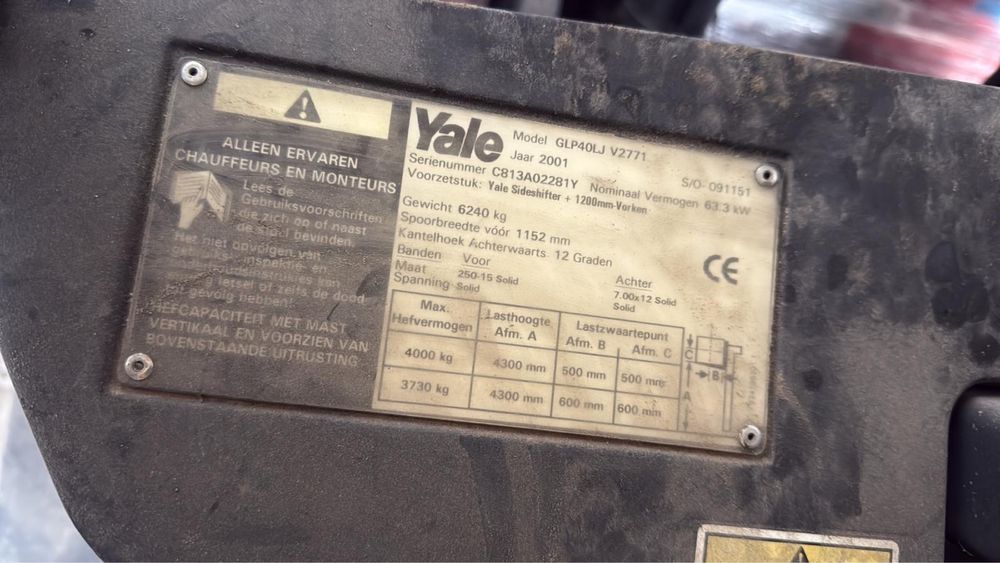 ALLEEN ERVAREN
CHAUFFEURS EN MONTEURS
Lees de
Gebruiksvoorschriften
die zich op of naast
de stoel bevinden.
Het niet opvolgen van
letsel of zelfs de dood
gevolg hebben!
HEFCAPACITEIT MET MAST
VERTIKAAL EN VOORZIEN VAN
BOVENSTAANDE UITRUSTING
Yale Model GLP40LJ V2771
Jaar 2001 S/O- 091151
Serienummer C813A02281Y Nominaal Vermogen 63.3 kW
Voorzetstuk: Yale Sideshifter + 1200mm-Vorken
Gewicht 6240 kg
Spoorbreedte vóór 1152 mm
Kantelhoek Achterwaarts 12 Graden
CE
Banden Voor Achter
Maat 250-15 Solid 7.00x12 Solid
Spanning Solid Solid
Max. Lasthoogte Lastzwaartepunt
Hefvermogen Afm. A Afm. B Afm. C
4000 kg 4300 mm 500 mm 500 mm
3730 kg 4300 mm 600 mm 600 mm
C
B
A